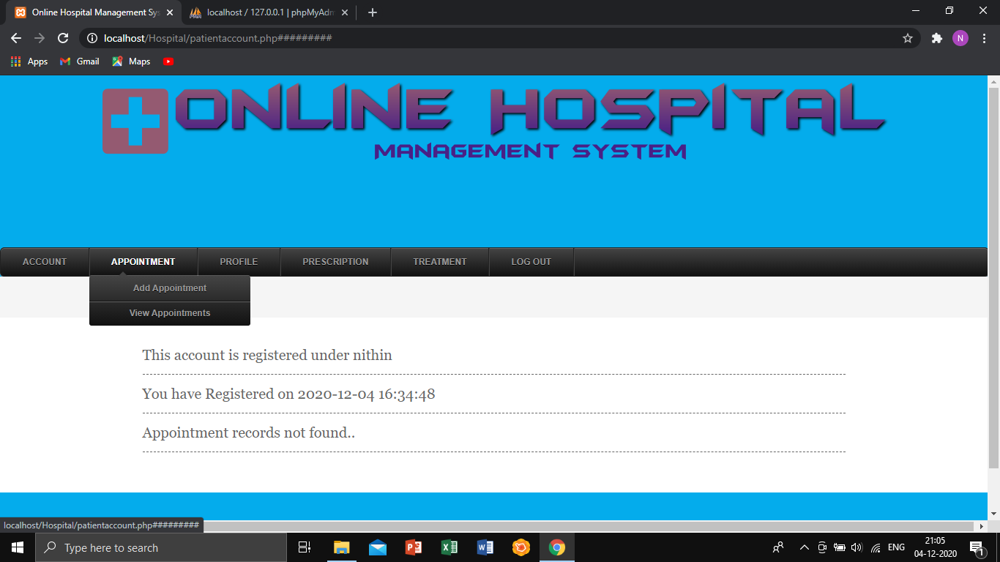 Online Hospital Management Sys
localhost / 127.0.0.1 | phpMyAdm
localhost/Hospital/patientaccount.php#########
N
Apps Gmail Maps
ONLINE HOSPITAL
MANAGEMENT SYSTEM
ACCOUNT APPOINTMENT PROFILE PRESCRIPTION TREATMENT LOG OUT
Add Appointment
View Appointments
This account is registered under nithin
You have Registered on 2020-12-04 16:34:48
Appointment records not found..
localhost/Hospital/patientaccount.php#########
Type here to search
ENG
21:05
04-12-2020
1